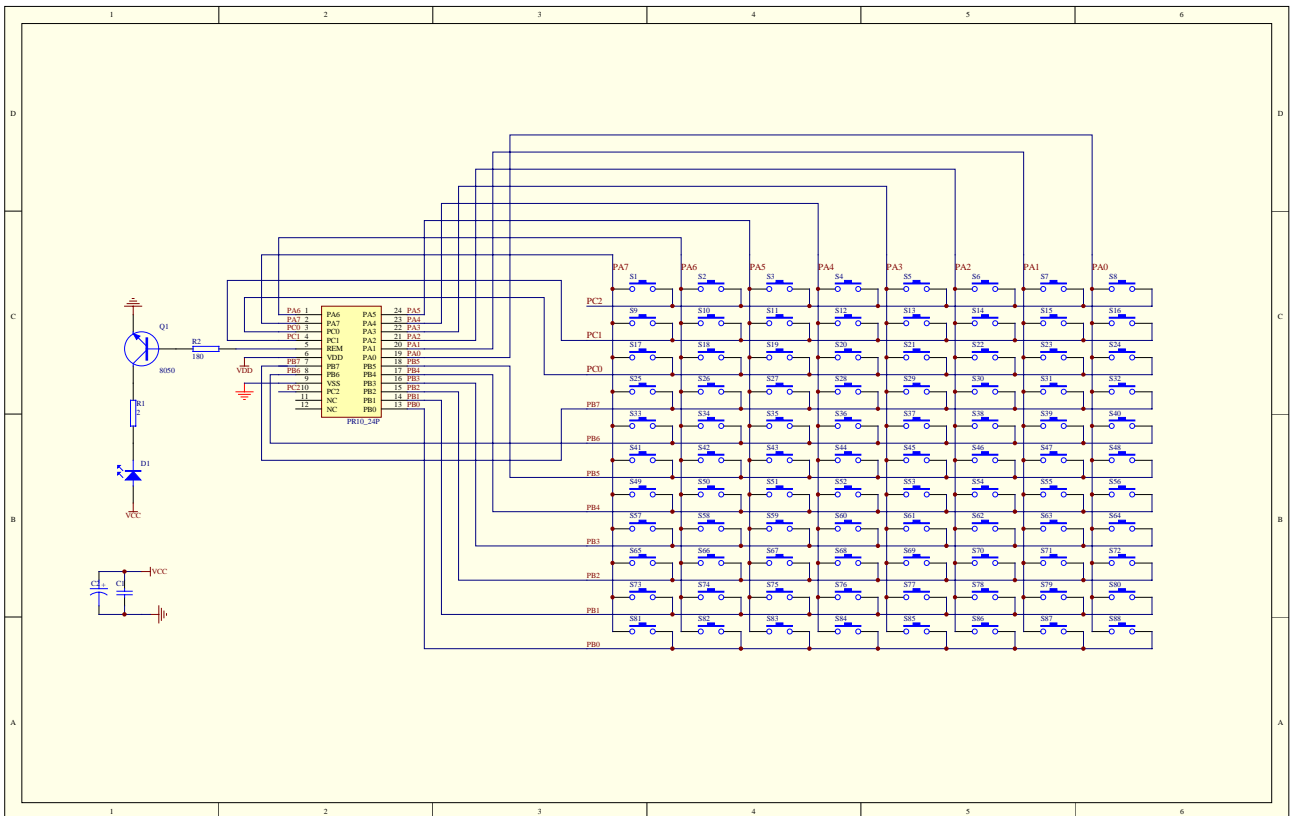 1 2 3 4 5 6
D D
PA7 PA6 PA5 PA4 PA3 PA2 PA1 PA0
S1 S2 S3 S4 S5 S6 S7 S8
PC2
S9 S10 S11 S12 S13 S14 S15 S16
PC1
S17 S18 S19 S20 S21 S22 S23 S24
PC0
S25 S26 S27 S28 S29 S30 S31 S32
PB7
S33 S34 S35 S36 S37 S38 S39 S40
PB6
S41 S42 S43 S44 S45 S46 S47 S48
PB5
S49 S50 S51 S52 S53 S54 S55 S56
PB4
S57 S58 S59 S60 S61 S62 S63 S64
PB3
S65 S66 S67 S68 S69 S70 S71 S72
PB2
S73 S74 S75 S76 S77 S78 S79 S80
PB1
S81 S82 S83 S84 S85 S86 S87 S88
PB0
C C
PA6 1 PA6 PA5 24 PA5
PA7 2 PA7 PA4 23 PA4
PC0 3 PC0 PA3 22 PA3
PC1 4 PC1 PA2 21 PA2
5 REM PA1 20 PA1
6 VDD PA0 19 PA0
PB7 7 PB7 PB5 18 PB5
PB6 8 PB6 PB4 17 PB4
9 VSS PB3 16 PB3
PC2 10 PC2 PB2 15 PB2
11 NC PB1 14 PB1
12 NC PB0 13 PB0
PR10_24P
VDD
Q1
8050
R2
180
R1
2
D1
VCC
B B
VCC
C2 + C1
A A
1 2 3 4 5 6